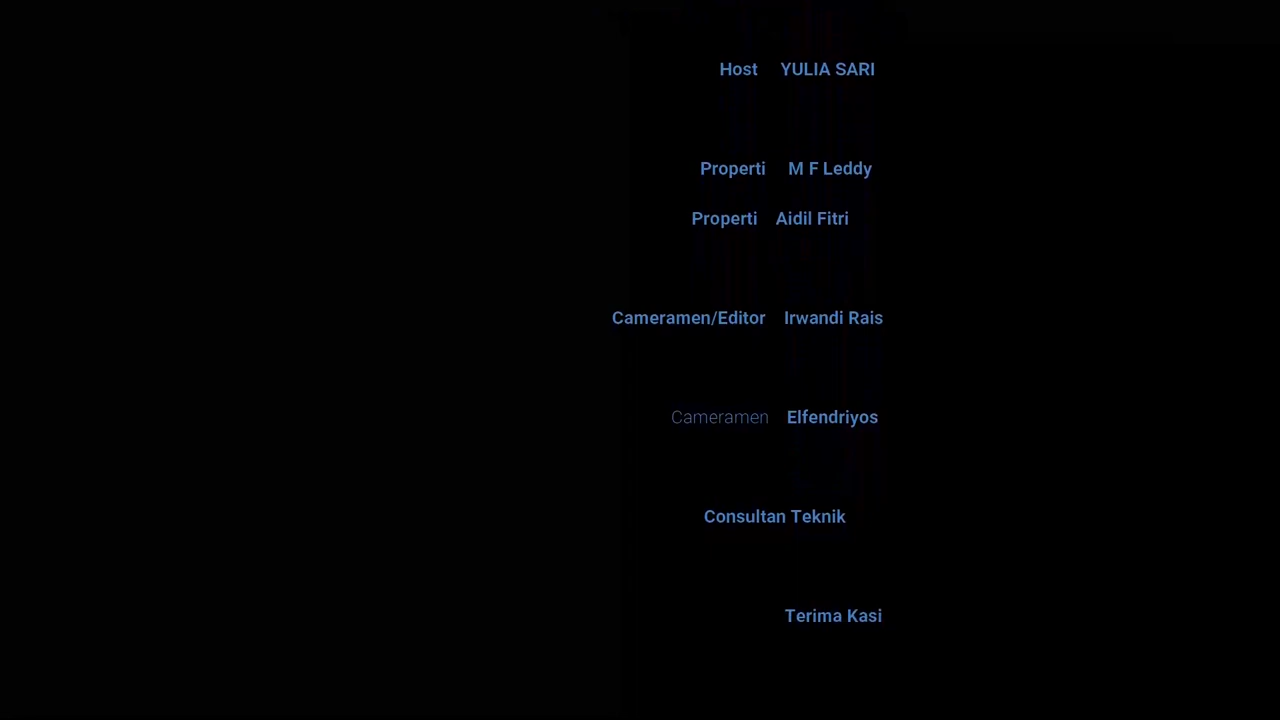 Host YULIA SARI
Properti M F Leddy
Properti Aidil Fitri
Cameramen/Editor Irwandi Rais
Cameramen Elfendriyos
Consultan Teknik
Terima Kasi